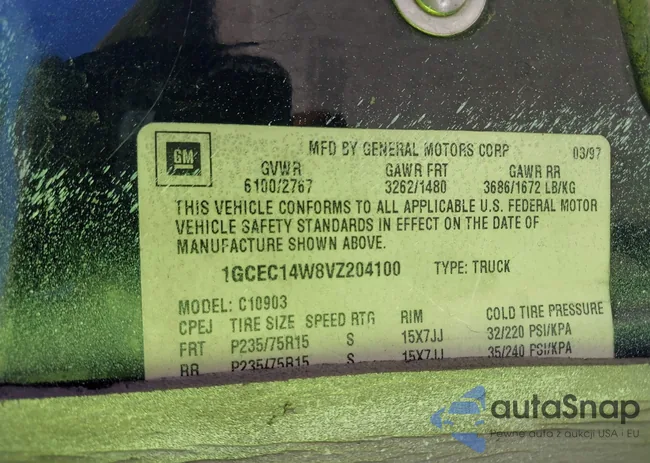 GM
MFD BY GENERAL MOTORS CORP 03/97
GVWR GAWR FRT GAWR RR
6100/2767 3262/1480 3686/1672 LB/KG
THIS VEHICLE CONFORMS TO ALL APPLICABLE U.S. FEDERAL MOTOR
VEHICLE SAFETY STANDARDS IN EFFECT ON THE DATE OF
MANUFACTURE SHOWN ABOVE.
1GCEC14W8VZ204100 TYPE: TRUCK
MODEL: C10903
CPEJ TIRE SIZE SPEED RTG RIM COLD TIRE PRESSURE
FRT P235/75R15 S 15X7JJ 32/220 PSI/KPA
RR P235/75R15 S 15X7JJ 35/240 PSI/KPA
autaSnap
Pewne auta z aukcji USA i EU